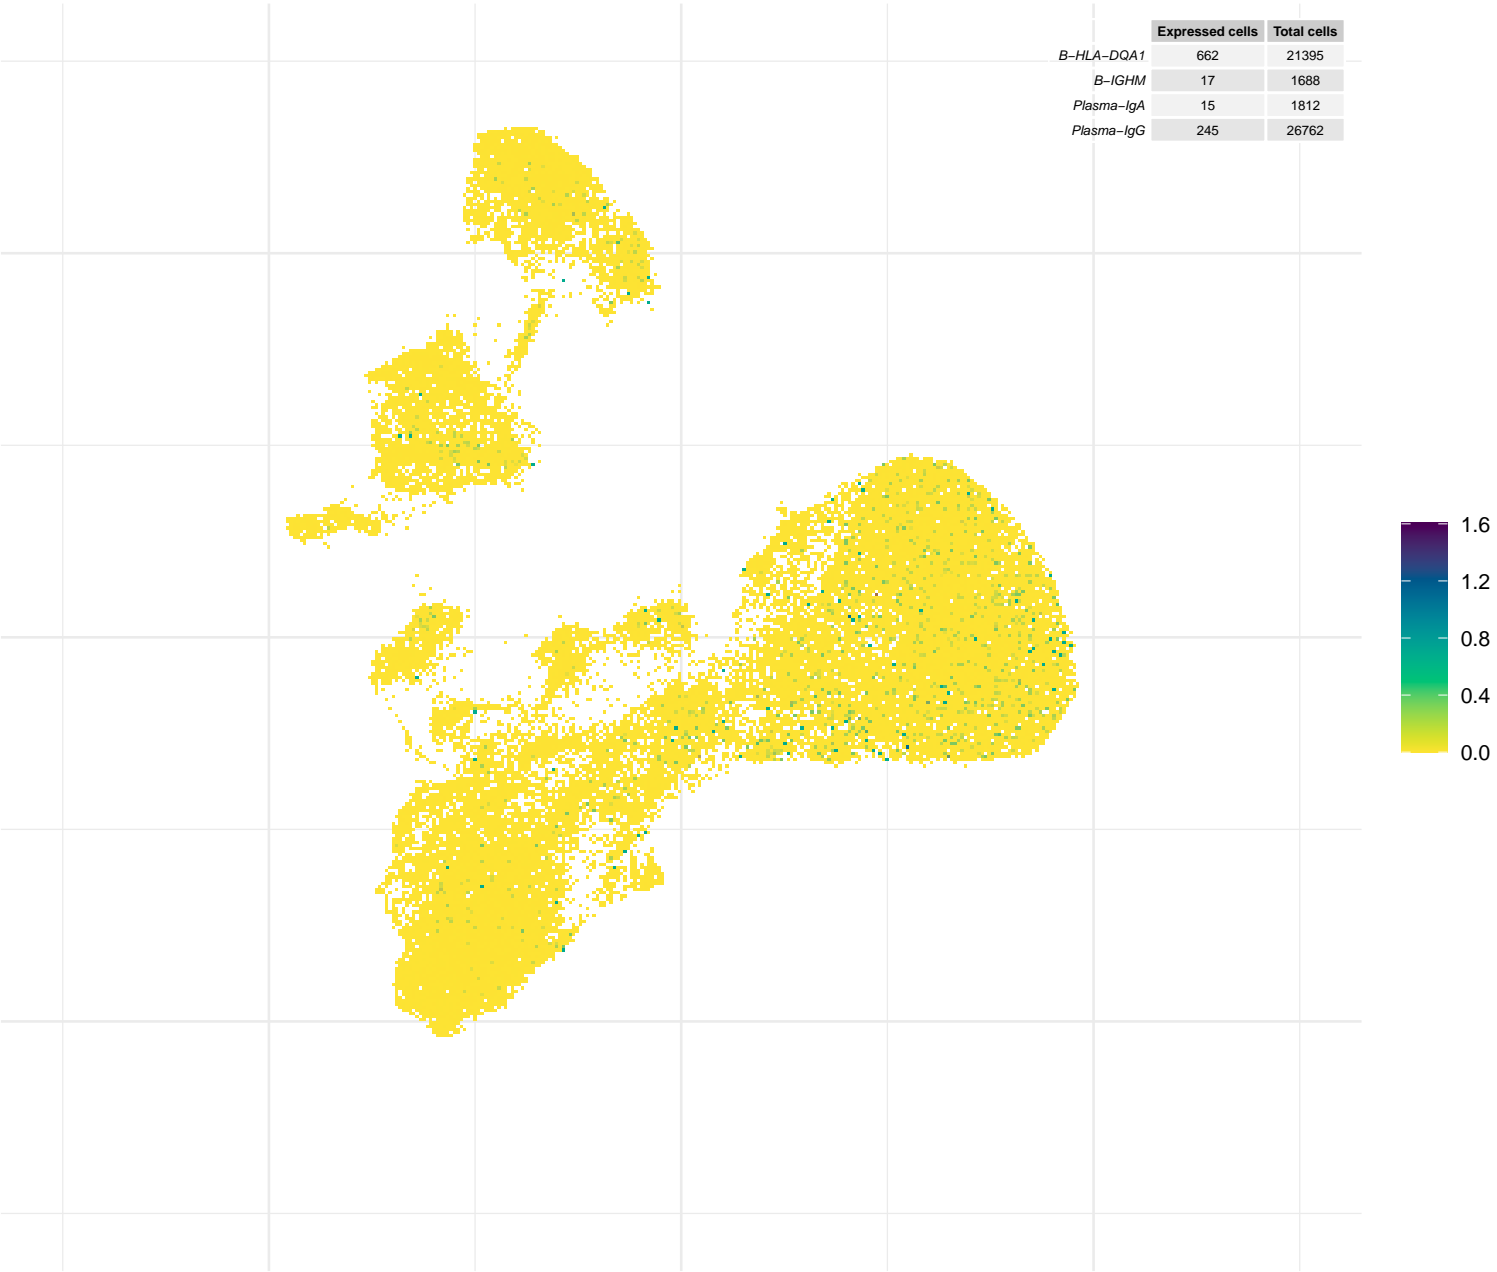 Expressed cells Total cells
B−HLA−DQA1 662 21395
B−IGHM 17 1688
Plasma−IgA 15 1812
Plasma−IgG 245 26762
1.6
1.2
0.8
0.4
0.0